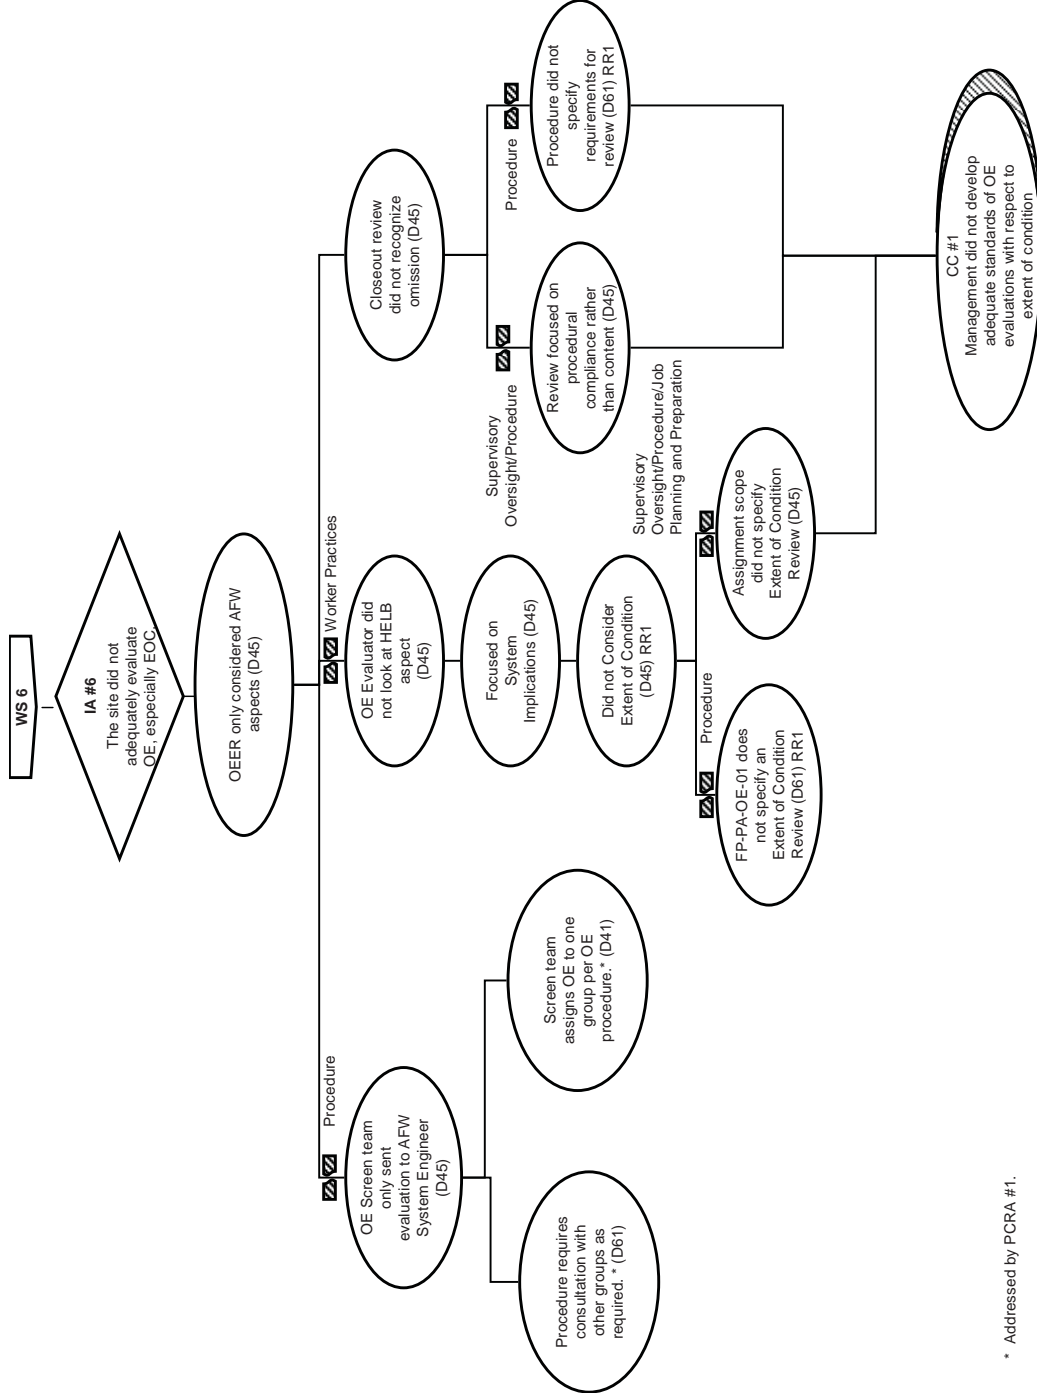 WS 6
IA #6
The site did not
adequately evaluate
OE, especially EOC.
OEER only considered AFW
aspects (D45)
Procedure
OE Screen team
only sent
evaluation to AFW
System Engineer
(D45)
Procedure requires
consultation with
other groups as
required. * (D61)
Screen team
assigns OE to one
group per OE
procedure.* (D41)
Worker Practices
OE Evaluator did
not look at HELB
aspect
(D45)
Focused on
System
Implications (D45)
Did not Consider
Extent of Condition
(D45) RR1
Procedure
FP-PA-OE-01 does
not specify an
Extent of Condition
Review (D61) RR1
Supervisory
Oversight/Procedure/Job
Planning and Preparation
Assignment scope
did not specify
Extent of Condition
Review (D45)
Closeout review
did not recognize
omission (D45)
Supervisory
Oversight/Procedure
Review focused on
procedural
compliance rather
than content (D45)
Procedure
Procedure did not
specify
requirements for
review (D61) RR1
CC #1
Management did not develop
adequate standards of OE
evaluations with respect to
extent of condition
* Addressed by PCRA #1.